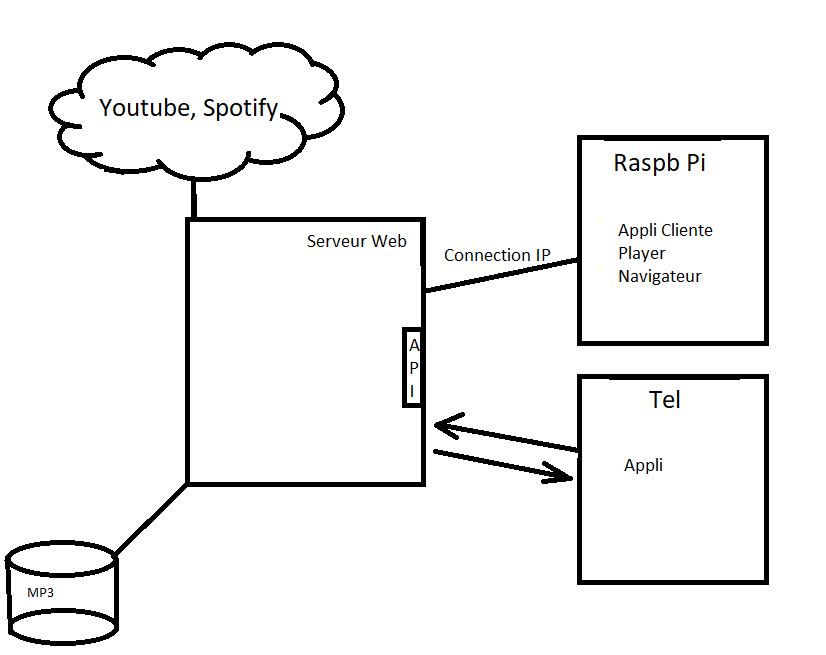 Youtube, Spotify
Serveur Web
A
P
I
Connection IP
Raspb Pi
Appli Cliente
Player
Navigateur
Tel
Appli
MP3